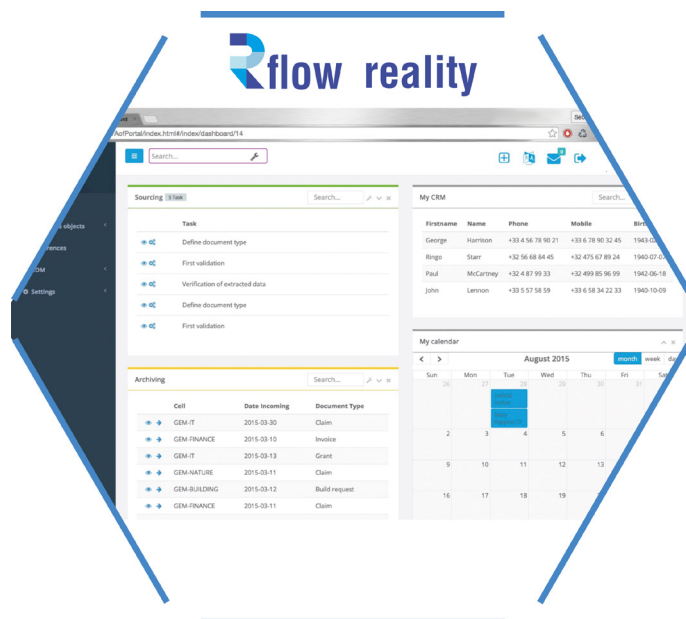 Rflow reality
AofPortal/index.html#/index/dashboard/14
Search...
Sourcing 5 Task Search...
Task
Define document type
First validation
Verification of extracted data
Define document type
First validation
Archiving Search...
Cell Date Incoming Document Type
GEM-IT 2015-03-30 Claim
GEM-FINANCE 2015-03-10 Invoice
GEM-IT 2015-03-13 Grant
GEM-NATURE 2015-03-11 Claim
GEM-BUILDING 2015-03-12 Build request
GEM-FINANCE 2015-03-11 Claim
objects
Settings
My CRM Search...
Firstname Name Phone Mobile
George Harrison +33 4 56 78 90 21 +33 6 78 90 32 45 1943-02
Ringo Starr +32 56 68 84 45 +32 475 67 89 24 1940-07-07
Paul McCartney +32 4 87 99 33 +32 499 85 96 99 1942-06-18
John Lennon +33 5 57 58 59 +33 6 58 34 22 33 1940-10-09
My calendar
August 2015 month week day
Sun Mon Tue Wed Thu Fri Sat
26 27 28 29 30 31
2 3 4 5 6
9 10 11 12 13
16 17 18 19